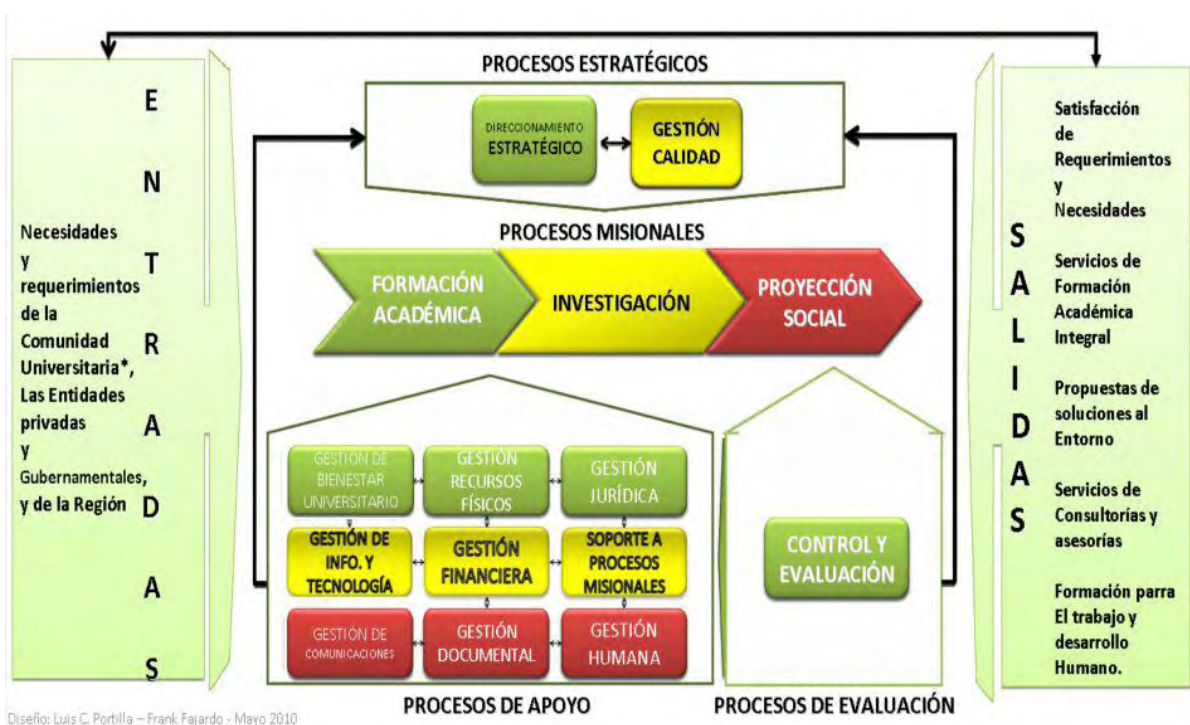 PROCESOS ESTRATÉGICOS
DIRECCIONAMIENTO
ESTRATÉGICO
GESTIÓN
CALIDAD
PROCESOS MISIONALES
FORMACIÓN
ACADÉMICA
INVESTIGACIÓN
PROYECCIÓN
SOCIAL
ENTRADAS
Necesidades
y
requerimientos
de la
Comunidad
Universitaria*,
Las Entidades
privadas
y
Gubernamentales,
y de la Región
GESTIÓN DE
BIENESTAR
UNIVERSITARIO
GESTIÓN
RECURSOS
FÍSICOS
GESTIÓN
JURÍDICA
GESTIÓN DE
INFO. Y
TECNOLOGÍA
GESTIÓN
FINANCIERA
SOPORTE A
PROCESOS
MISIONALES
GESTIÓN DE
COMUNICACIONES
GESTIÓN
DOCUMENTAL
GESTIÓN
HUMANA
PROCESOS DE APOYO
CONTROL Y
EVALUACIÓN
PROCESOS DE EVALUACIÓN
SALIDAS
Satisfacción
de
Requerimientos
y
Necesidades
Servicios de
Formación
Académica
Integral
Propuestas de
soluciones al
Entorno
Servicios de
Consultorías y
asesorías
Formación parra
El trabajo y
desarrollo
Humano.
Diseño: Luis C. Portilla – Frank Fajardo - Mayo 2010